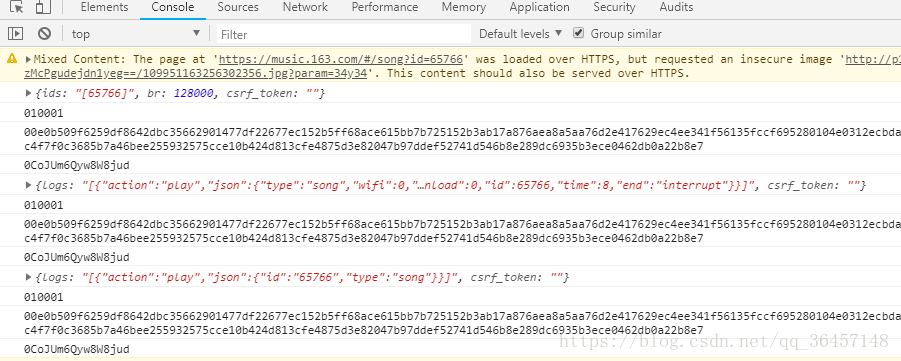 Elements Console Sources Network Performance Memory Application Security Audits
top Filter Default levels ▼ Group similar
Mixed Content: The page at 'https://music.163.com/#/song?id=65766' was loaded over HTTPS, but requested an insecure image 'http://p
zMcPgudejdn1yeg==/109951163256302356.jpg?param=34y34'. This content should also be served over HTTPS.
{ids: "[65766]", br: 128000, csrf_token: ""}
010001
00e0b509f6259df8642dbc35662901477df22677ec152b5ff68ace615bb7b725152b3ab17a876aea8a5aa76d2e417629ec4ee341f56135fccf695280104e0312ecbda
c4f7f0c3685b7a46bee255932575cce10b424d813cfe4875d3e82047b97ddef52741d546b8e289dc6935b3ece0462db0a22b8e7
0CoJUm6Qyw8W8jud
{logs: "[{"action":"play","json":{"type":"song","wifi":0,"…nload":0,"id":65766,"time":8,"end":"interrupt"}}]", csrf_token: ""}
010001
00e0b509f6259df8642dbc35662901477df22677ec152b5ff68ace615bb7b725152b3ab17a876aea8a5aa76d2e417629ec4ee341f56135fccf695280104e0312ecbda
c4f7f0c3685b7a46bee255932575cce10b424d813cfe4875d3e82047b97ddef52741d546b8e289dc6935b3ece0462db0a22b8e7
0CoJUm6Qyw8W8jud
{logs: "[{"action":"play","json":{"id":"65766","type":"song"}}]", csrf_token: ""}
010001
00e0b509f6259df8642dbc35662901477df22677ec152b5ff68ace615bb7b725152b3ab17a876aea8a5aa76d2e417629ec4ee341f56135fccf695280104e0312ecbda
c4f7f0c3685b7a46bee255932575cce10b424d813cfe4875d3e82047b97ddef52741d546b8e289dc6935b3ece0462db0a22b8e7
0CoJUm6Qyw8W8jud
https://blog.csdn.net/qq_36457148